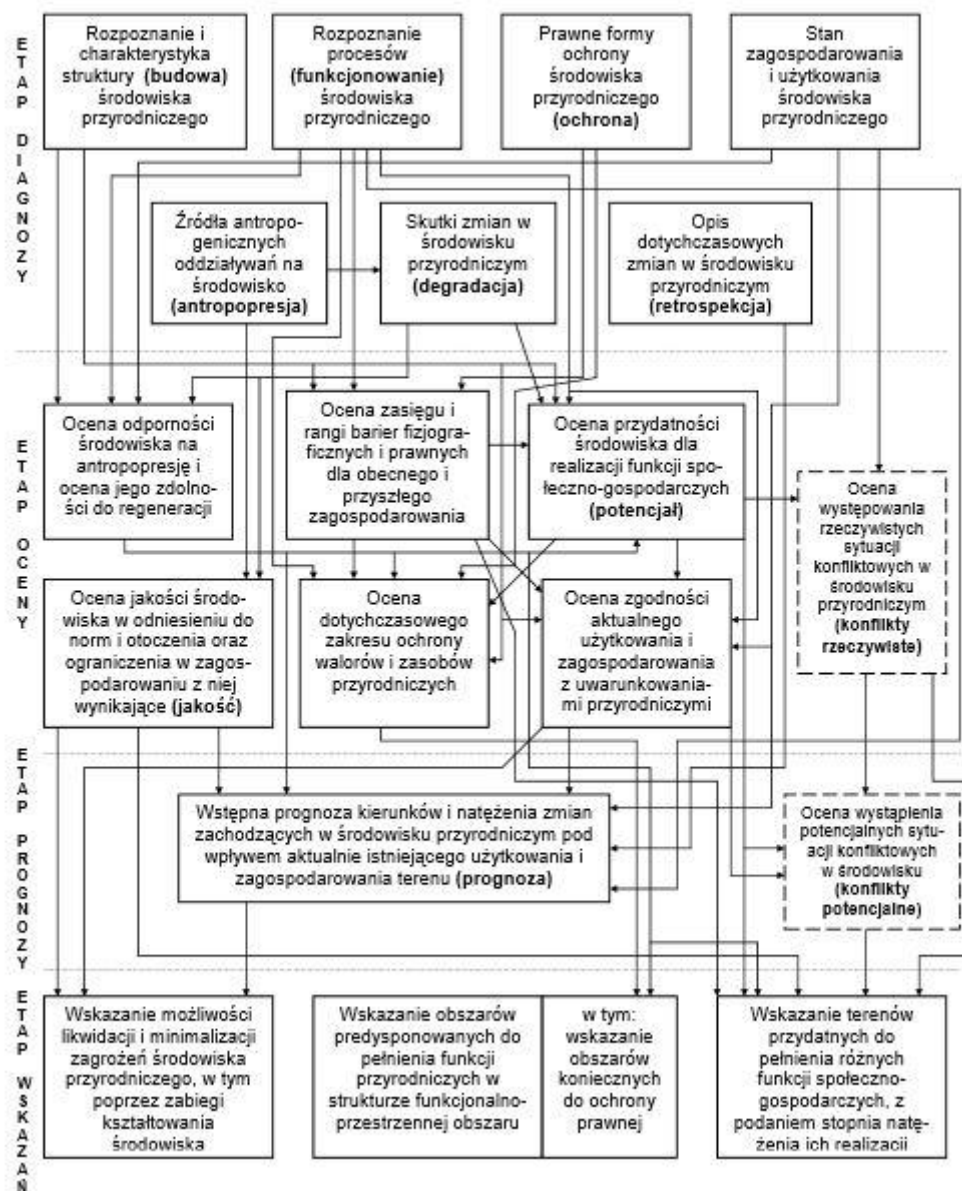 ETAP DIAGNOZY
Rozpoznanie i
charakterystyka
struktury (budowa)
środowiska
przyrodniczego
Rozpoznanie
procesów
(funkcjonowanie)
środowiska
przyrodniczego
Prawne formy
ochrony
środowiska
przyrodniczego
(ochrona)
Stan
zagospodarowania
i użytkowania
środowiska
przyrodniczego
Źródła antropo-
genicznych
oddziaływań na
środowisko
(antropopresja)
Skutki zmian w
środowisku
przyrodniczym
(degradacja)
Opis
dotychczasowych
zmian w środowisku
przyrodniczym
(retrospekcja)
ETAP OCENY
Ocena odporności
środowiska na
antropopresję i
ocena jego zdolno-
ści do regeneracji
Ocena zasięgu i
rangi barier fizjogra-
ficznych i prawnych
dla obecnego i
przyszłego
zagospodarowania
Ocena przydatności
środowiska dla
realizacji funkcji spo-
łeczno-gospodarczych
(potencjał)
Ocena
występowania
rzeczywistych
sytuacji
konfliktowych w
środowisku
przyrodniczym
(konflikty
rzeczywiste)
Ocena jakości środo-
wiska w odniesieniu do
norm i otoczenia oraz
ograniczenia w zagos-
podarowaniu z niej
wynikające (jakość)
Ocena
dotychczasowego
zakresu ochrony
walorów i zasobów
przyrodniczych
Ocena zgodności
aktualnego
użytkowania i
zagospodarowania
z uwarunkowania-
mi przyrodniczymi
ETAP PROGNOZY
Wstępna prognoza kierunków i natężenia zmian
zachodzących w środowisku przyrodniczym pod
wpływem aktualnie istniejącego użytkowania i
zagospodarowania terenu (prognoza)
Ocena wystąpienia
potencjalnych sytu-
acji konfliktowych
w środowisku
(konflikty
potencjalne)
ETAP WSKAZAŃ
Wskazanie możliwości
likwidacji i minimalizacji
zagrożeń środowiska
przyrodniczego, w tym
poprzez zabiegi
kształtowania
środowiska
Wskazanie obszarów
predysponowanych do
pełnienia funkcji
przyrodniczych w
strukturze funkcjonalno-
przestrzennej obszaru
w tym:
wskazanie
obszarów
koniecznych
do ochrony
prawnej
Wskazanie terenów
przydatnych do
pełnienia różnych
funkcji społeczno-
gospodarczych, z
podaniem stopnia natę-
żenia ich realizacji